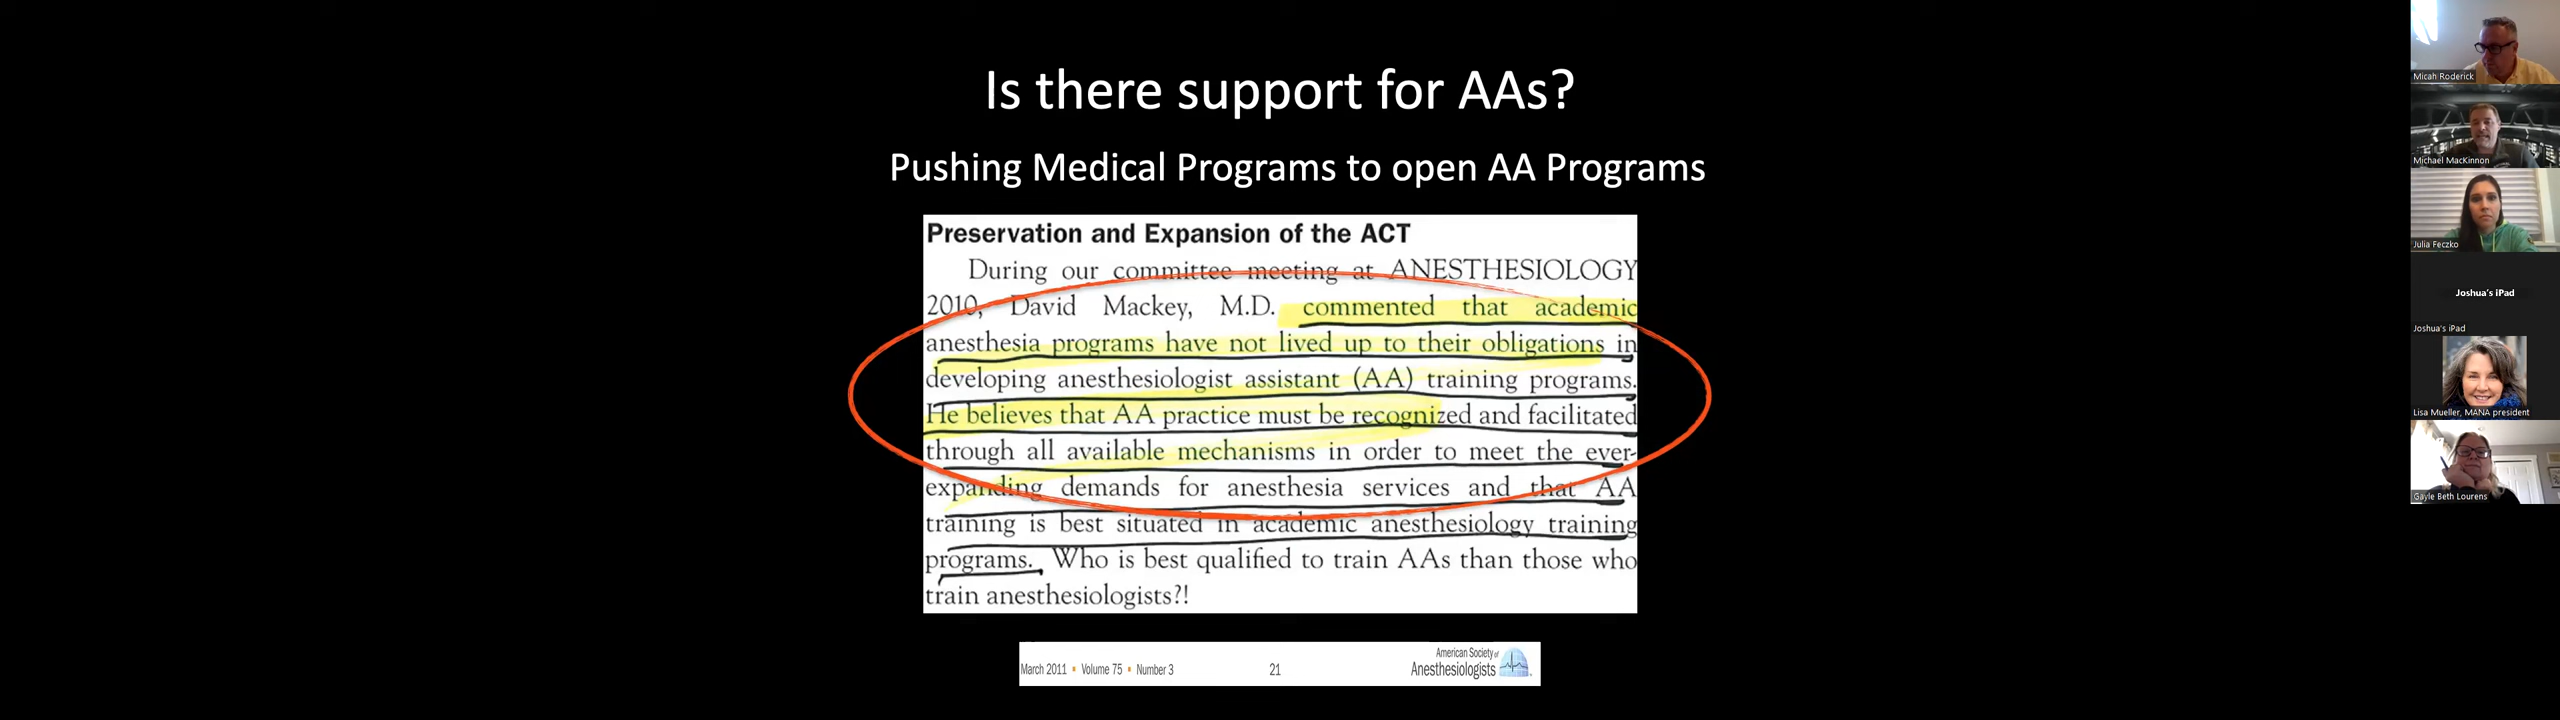 Is there support for AAs?
Pushing Medical Programs to open AA Programs
Preservation and Expansion of the ACT
During our committee meeting at ANESTHESIOLOGY
2010, David Mackey, M.D. commented that academic
anesthesia programs have not lived up to their obligations in
developing anesthesiologist assistant (AA) training programs.
He believes that AA practice must be recognized and facilitated
through all available mechanisms in order to meet the ever-
expanding demands for anesthesia services and that AA
training is best situated in academic anesthesiology training
programs. Who is best qualified to train AAs than those who
train anesthesiologists?!
March 2011 ▪ Volume 75 ▪ Number 3
21
American Society of
Anesthesiologists
Micah Roderick
Michael MacKinnon
Julia Feczko
Joshua's iPad
Joshua's iPad
Lisa Mueller, MANA president
Gayle Beth Lourens